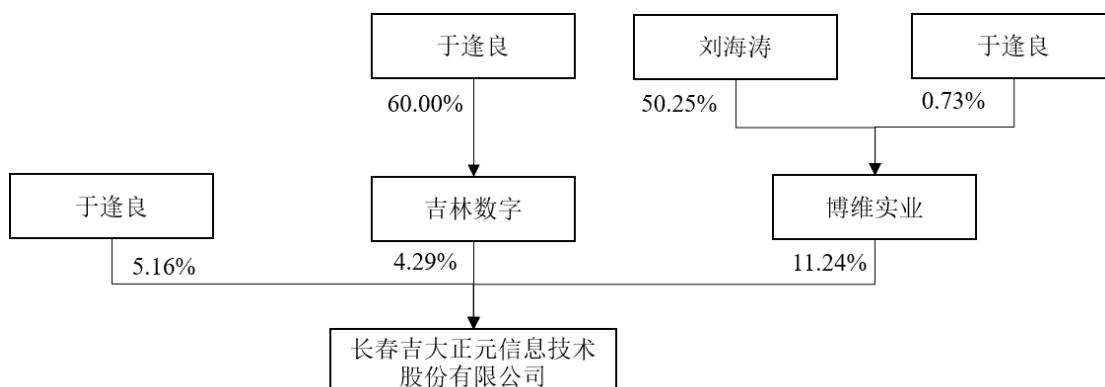 于逢良
刘海涛
于逢良
60.00%
50.25%
0.73%
于逢良
吉林数字
博维实业
5.16%
4.29%
11.24%
长春吉大正元信息技术
股份有限公司